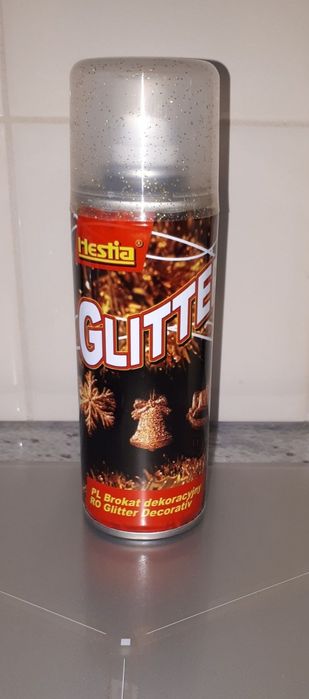 Hestia®
GLITTE
PL Brokat dekoracyjny
RO Glitter Decorativ